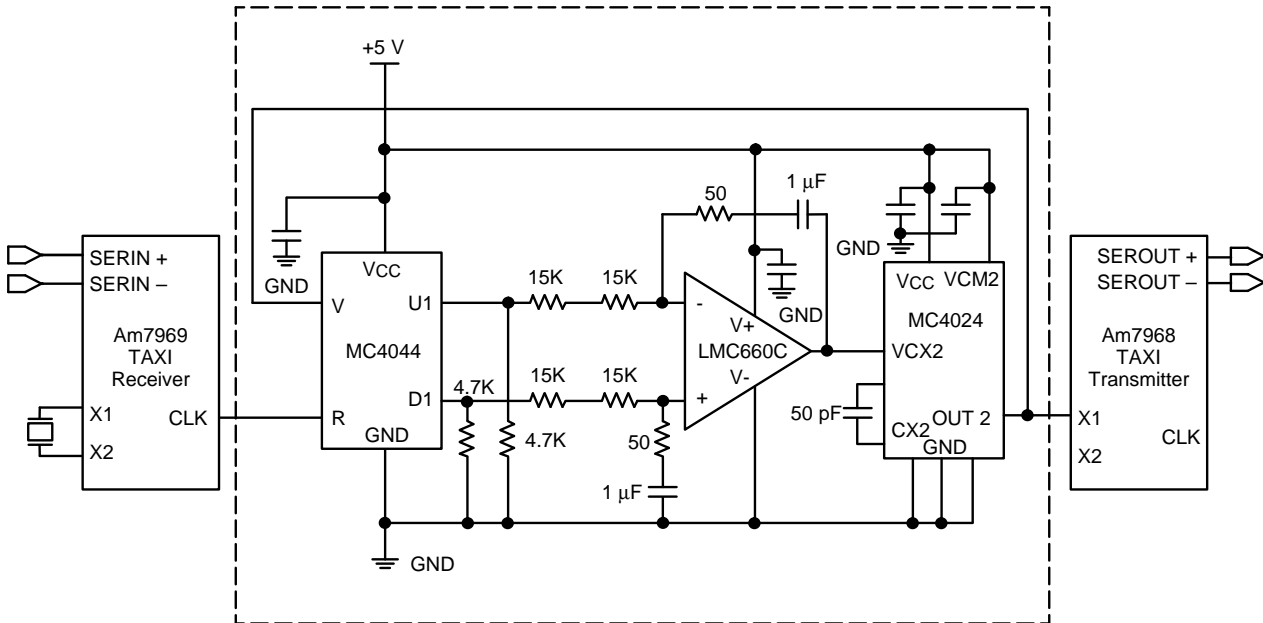 +5 V
SERIN +
SERIN –
Am7969
TAXI
Receiver
X1
X2
CLK
GND
VCC
V
U1
MC4044
D1
R
GND
15K
15K
4.7K
15K
15K
4.7K
50
1 µF
50
1 µF
-
V+
LMC660C
V-
+
GND
GND
VCC
VCM2
MC4024
VCX2
50 pF
CX2
OUT 2
GND
SEROUT +
SEROUT –
Am7968
TAXI
Transmitter
X1
X2
CLK
GND